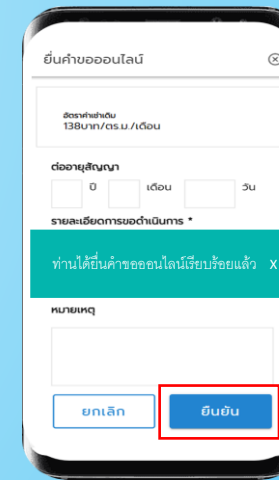 ยื่นคำขอออนไลน์
อัตราค่าเช่าเดิม
138บาท/ตร.ม./เดือน
ต่ออายุสัญญา
ปี เดือน วัน
รายละเอียดการขอดำเนินการ *
ท่านได้ยื่นคำขอออนไลน์เรียบร้อยแล้ว X
หมายเหตุ
ยกเลิก ยืนยัน